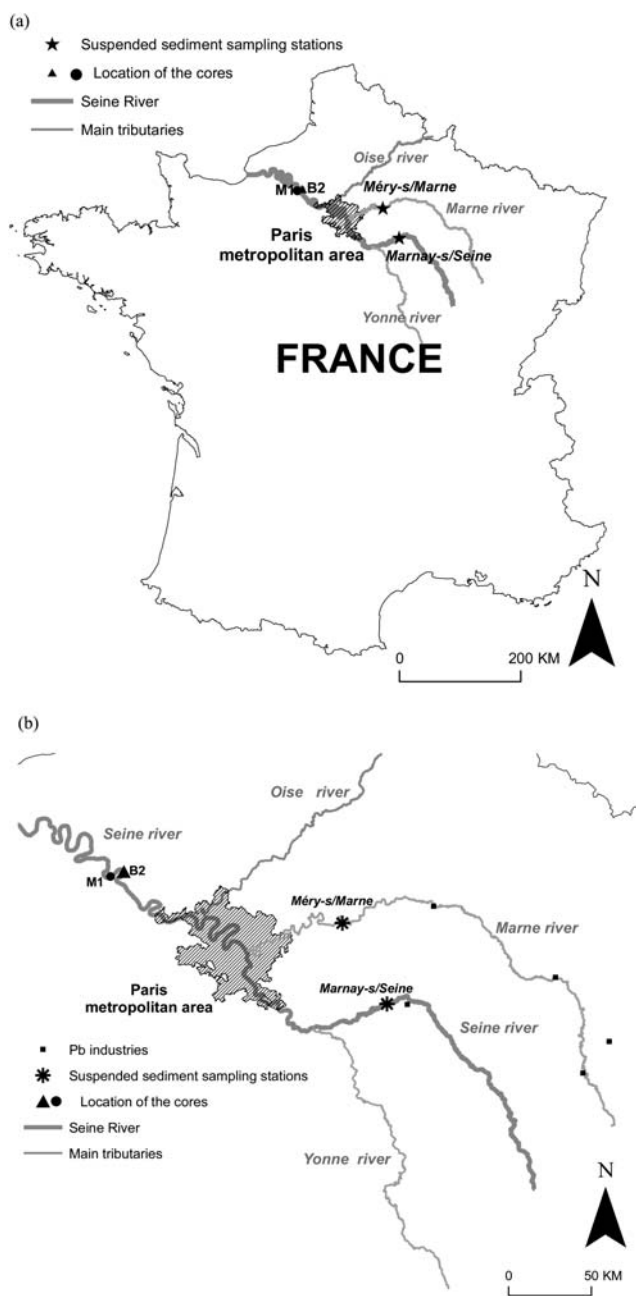 (a)
Suspended sediment sampling stations
Location of the cores
Seine River
Main tributaries
Oise river
M1
B2
Méry-s/Marne
Marne river
Paris
metropolitan area
Marnay-s/Seine
Yonne river
FRANCE
N
0
200 KM
(b)
Oise river
Seine river
M1
B2
Méry-s/Marne
Marne river
Paris
metropolitan area
Marnay-s/Seine
Seine river
Pb industries
Suspended sediment sampling stations
Location of the cores
Seine River
Main tributaries
Yonne river
N
0
50 KM